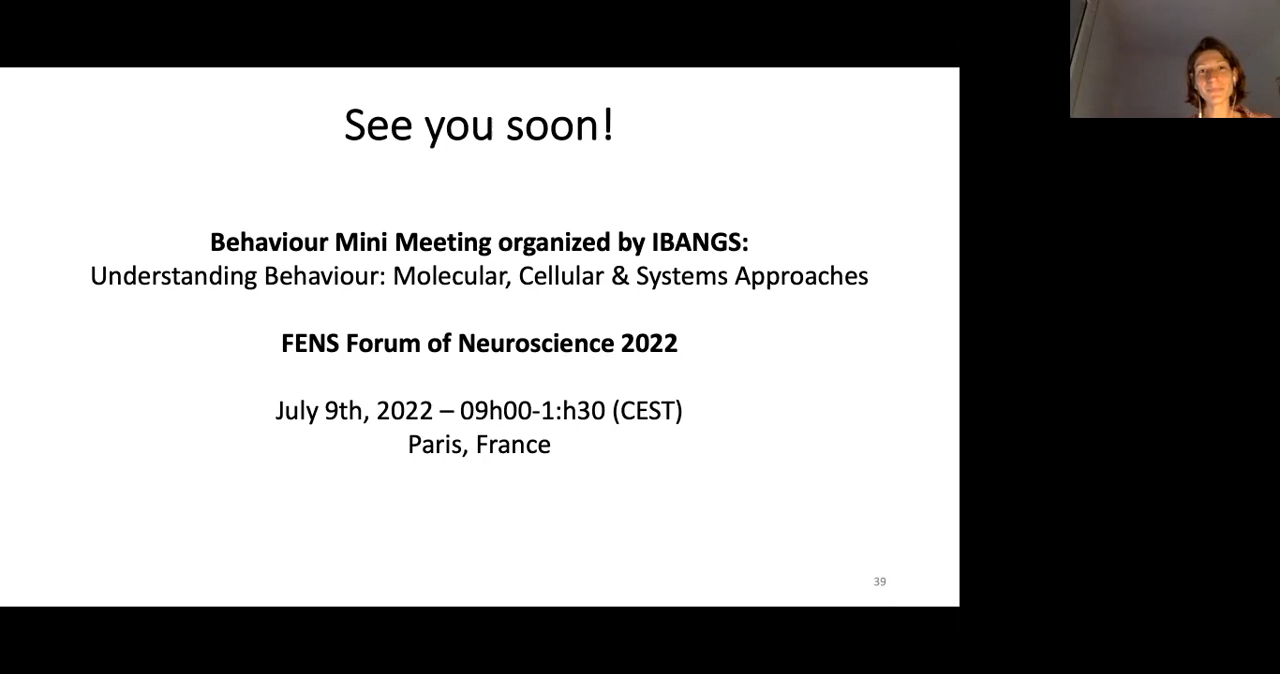 See you soon!
Behaviour Mini Meeting organized by IBANGS:
Understanding Behaviour: Molecular, Cellular & Systems Approaches
FENS Forum of Neuroscience 2022
July 9th, 2022 – 09h00-1:h30 (CEST)
Paris, France
39